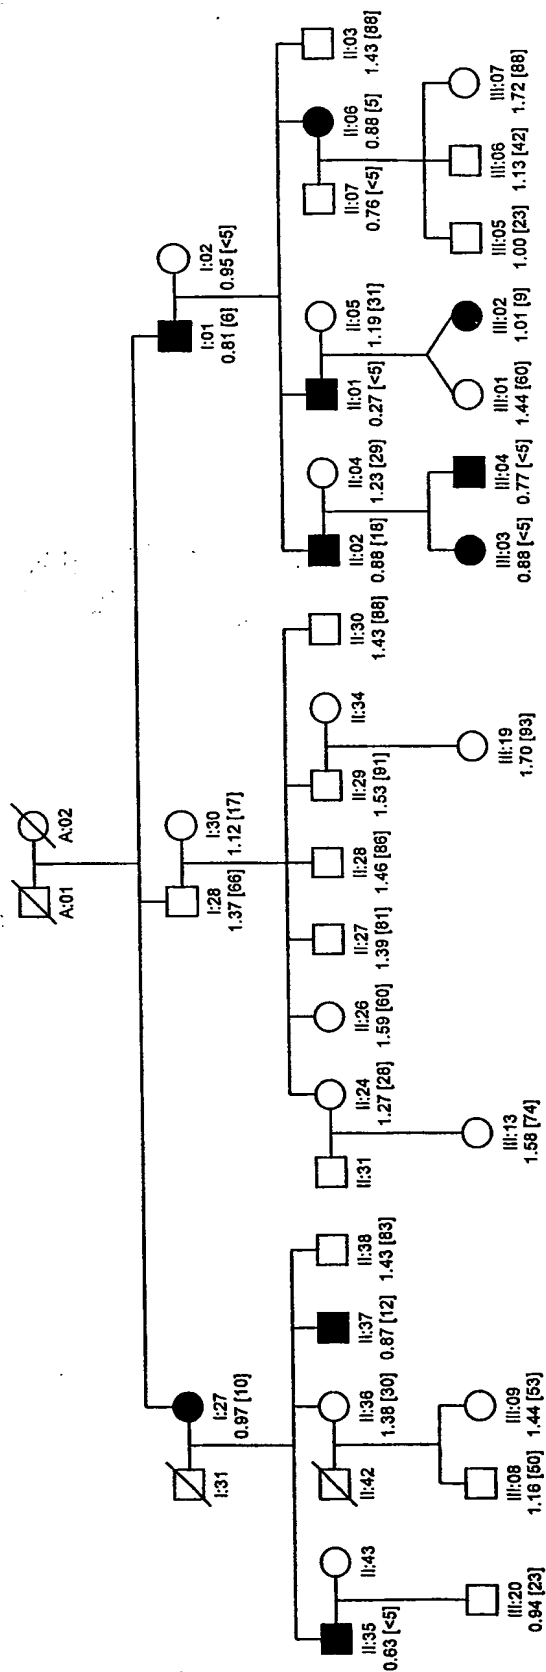 A:01
A:02
I:31
I:27
0.97 [10]
I:28
1.37 [66]
I:30
1.12 [17]
I:01
0.81 [6]
I:02
0.95 [<5]
II:35
0.63 [<5]
II:43
II:42
II:36
1.38 [30]
II:37
0.87 [12]
II:38
1.43 [83]
II:31
II:24
1.27 [28]
II:26
1.59 [60]
II:27
1.39 [81]
II:28
1.46 [86]
II:29
1.53 [91]
II:34
II:30
1.43 [88]
II:02
0.88 [18]
II:04
1.23 [29]
II:01
0.27 [<5]
II:05
1.19 [31]
II:07
0.76 [<5]
II:06
0.88 [5]
II:03
1.43 [88]
III:20
0.94 [23]
III:08
1.16 [50]
III:09
1.44 [53]
III:13
1.58 [74]
III:19
1.70 [93]
III:03
0.88 [<5]
III:04
0.77 [<5]
III:01
1.44 [60]
III:02
1.01 [9]
III:05
1.00 [23]
III:06
1.13 [42]
III:07
1.72 [88]